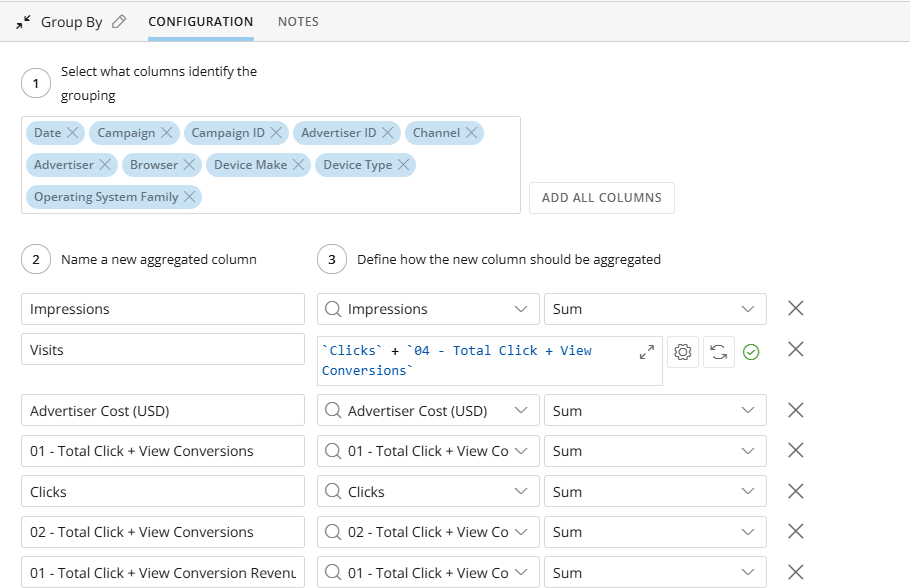 Group By CONFIGURATION NOTES
1 Select what columns identify the
grouping
Date Campaign Campaign ID Advertiser ID Channel
Advertiser Browser Device Make Device Type
Operating System Family
ADD ALL COLUMNS
2 Name a new aggregated column 3 Define how the new column should be aggregated
Impressions Impressions Sum
Visits `Clicks` + `04 - Total Click + View
Conversions`
Advertiser Cost (USD) Advertiser Cost (USD) Sum
01 - Total Click + View Conversions 01 - Total Click + View Co Sum
Clicks Clicks Sum
02 - Total Click + View Conversions 02 - Total Click + View Co Sum
01 - Total Click + View Conversion Revenu 01 - Total Click + View Co Sum